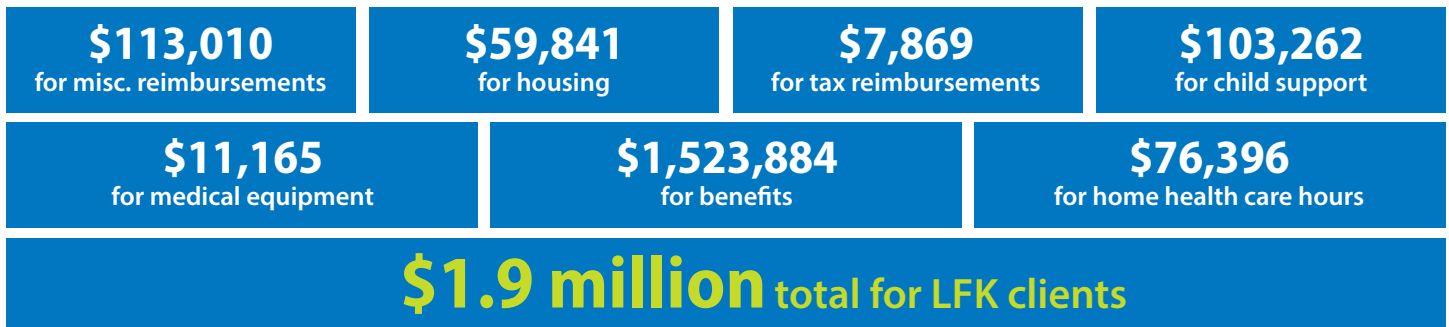 $113,010
for misc. reimbursements
$59,841
for housing
$7,869
for tax reimbursements
$103,262
for child support
$11,165
for medical equipment
$1,523,884
for benefits
$76,396
for home health care hours
$1.9 million total for LFK clients